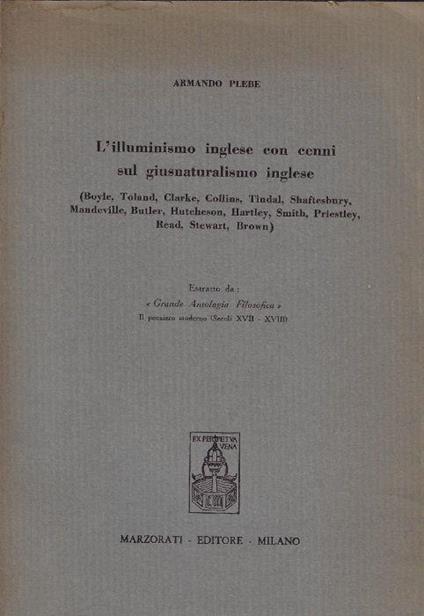 ARMANDO PLEBE
L'illuminismo inglese con cenni
sul giusnaturalismo inglese
(Boyle, Toland, Clarke, Collins, Tindal, Shaftesbury,
Mandeville, Butler, Hutcheson, Hartley, Smith, Priestley,
Read, Stewart, Brown)
Estratto da :
« Grande Antologia Filosofica »
Il pensiero moderno (Secoli XVII - XVIII)
EX PERPETVA
VENA
MARZORATI - EDITORE - MILANO